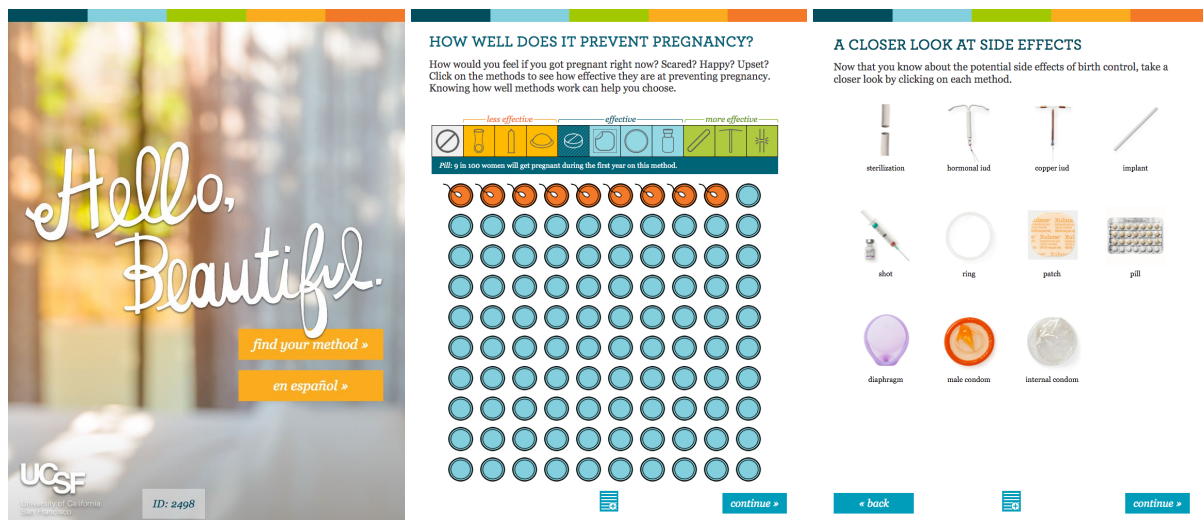 Hello,
Beautiful.
find your method »
en español »
UCSF
University of California
San Francisco
ID: 2498
HOW WELL DOES IT PREVENT PREGNANCY?
How would you feel if you got pregnant right now? Scared? Happy? Upset?
Click on the methods to see how effective they are at preventing pregnancy.
Knowing how well methods work can help you choose.
less effective
effective
more effective
Pill: 9 in 100 women will get pregnant during the first year on this method.
continue »
A CLOSER LOOK AT SIDE EFFECTS
Now that you know about the potential side effects of birth control, take a
closer look by clicking on each method.
sterilization
hormonal iud
copper iud
implant
shot
ring
patch
pill
diaphragm
male condom
internal condom
« back
continue »